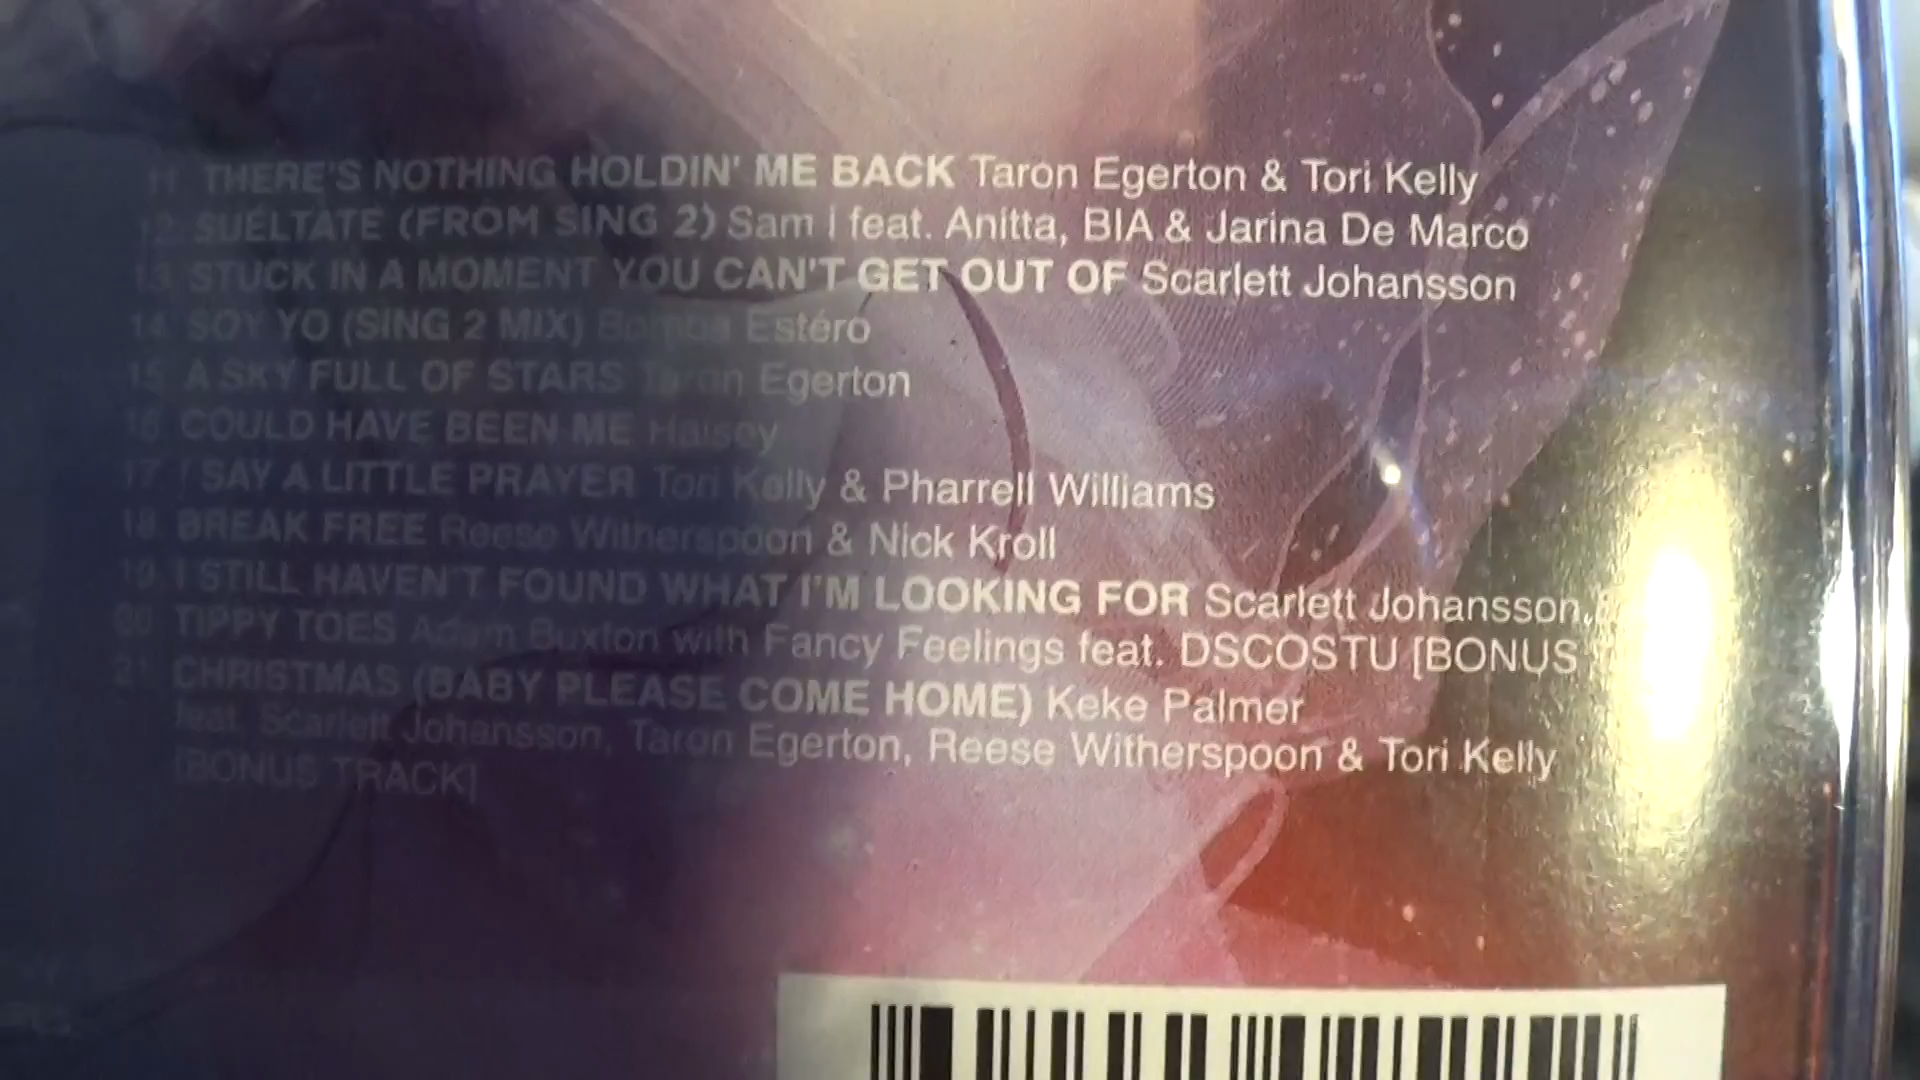 11 THERE'S NOTHING HOLDIN' ME BACK Taron Egerton & Tori Kelly
12 SUÉLTATE (FROM SING 2) Sam I feat. Anitta, BIA & Jarina De Marco
13 STUCK IN A MOMENT YOU CAN'T GET OUT OF Scarlett Johansson
14 SOY YO (SING 2 MIX) Bomba Estéro
15 A SKY FULL OF STARS Taron Egerton
16 COULD HAVE BEEN ME Halsey
17 I SAY A LITTLE PRAYER Tori Kelly & Pharrell Williams
18 BREAK FREE Reese Witherspoon & Nick Kroll
19 I STILL HAVEN'T FOUND WHAT I'M LOOKING FOR Scarlett Johansson,
20 TIPPY TOES Adam Buxton with Fancy Feelings feat. DSCOSTU [BONUS
21 CHRISTMAS (BABY PLEASE COME HOME) Keke Palmer
feat. Scarlett Johansson, Taron Egerton, Reese Witherspoon & Tori Kelly
[BONUS TRACK]